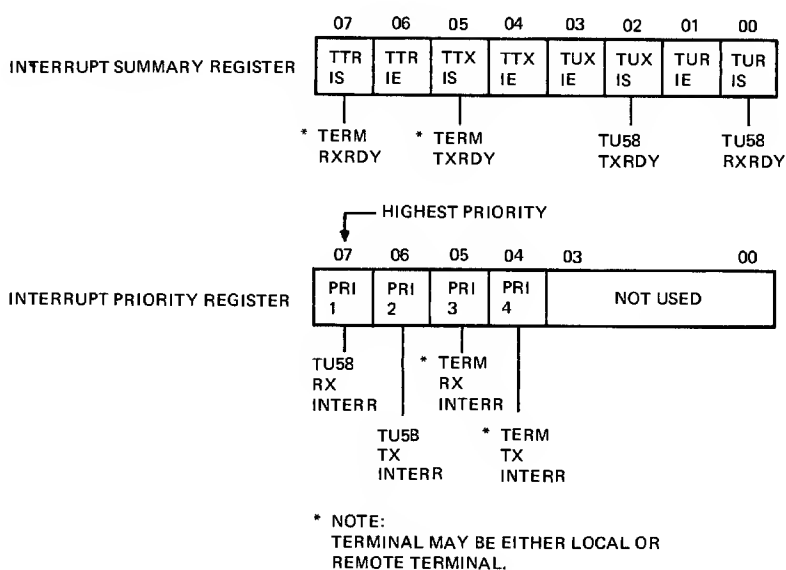 07 06 05 04 03 02 01 00
INTERRUPT SUMMARY REGISTER
TTR IS
TTR IE
TTX IS
TTX IE
TUX IE
TUX IS
TUR IE
TUR IS
* TERM
RXRDY
* TERM
TXRDY
TU58
TXRDY
TU58
RXRDY
HIGHEST PRIORITY
07 06 05 04 03 00
INTERRUPT PRIORITY REGISTER
PRI 1
PRI 2
PRI 3
PRI 4
NOT USED
TU58
RX
INTERR
* TERM
RX
INTERR
TU5B
TX
INTERR
* TERM
TX
INTERR
* NOTE:
TERMINAL MAY BE EITHER LOCAL OR
REMOTE TERMINAL.